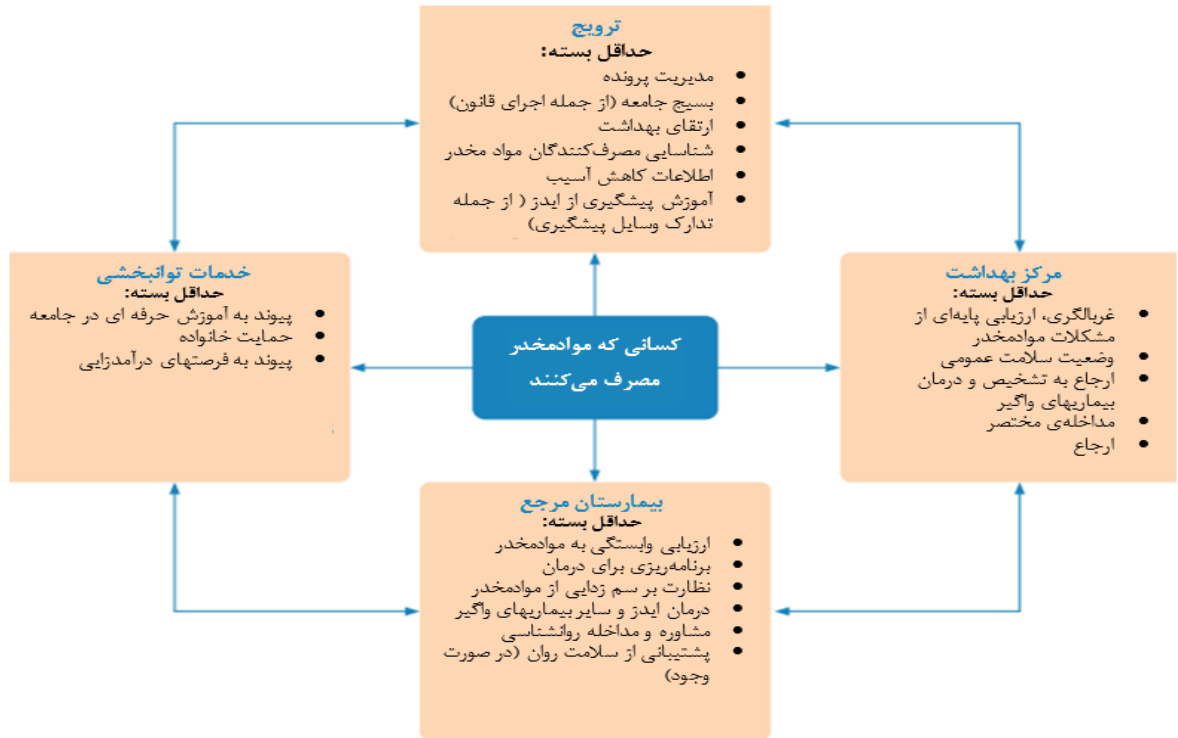 ترویج
حداقل بسته:
● مدیریت پرونده
● بسیج جامعه (از جمله اجرای قانون)
● ارتقای بهداشت
● شناسایی مصرف‌کنندگان مواد مخدر
● اطلاعات کاهش آسیب
● آموزش پیشگیری از ایدز ( از جمله
تدارک وسایل پیشگیری)
مرکز بهداشت
حداقل بسته:
● غربالگری، ارزیابی پایه‌ای از
مشکلات موادمخدر
● وضعیت سلامت عمومی
● ارجاع به تشخیص و درمان
بیماریهای واگیر
● مداخله‌ی مختصر
● ارجاع
کسانی که موادمخدر
مصرف می‌کنند
خدمات توانبخشی
حداقل بسته:
● پیوند به آموزش حرفه ای در جامعه
● حمایت خانواده
● پیوند به فرصتهای درآمدزایی
بیمارستان مرجع
حداقل بسته:
● ارزیابی وابستگی به موادمخدر
● برنامه‌ریزی برای درمان
● نظارت بر سم زدایی از موادمخدر
● درمان ایدز و سایر بیماریهای واگیر
● مشاوره و مداخله روانشناسی
● پشتیبانی از سلامت روان (در صورت
وجود)